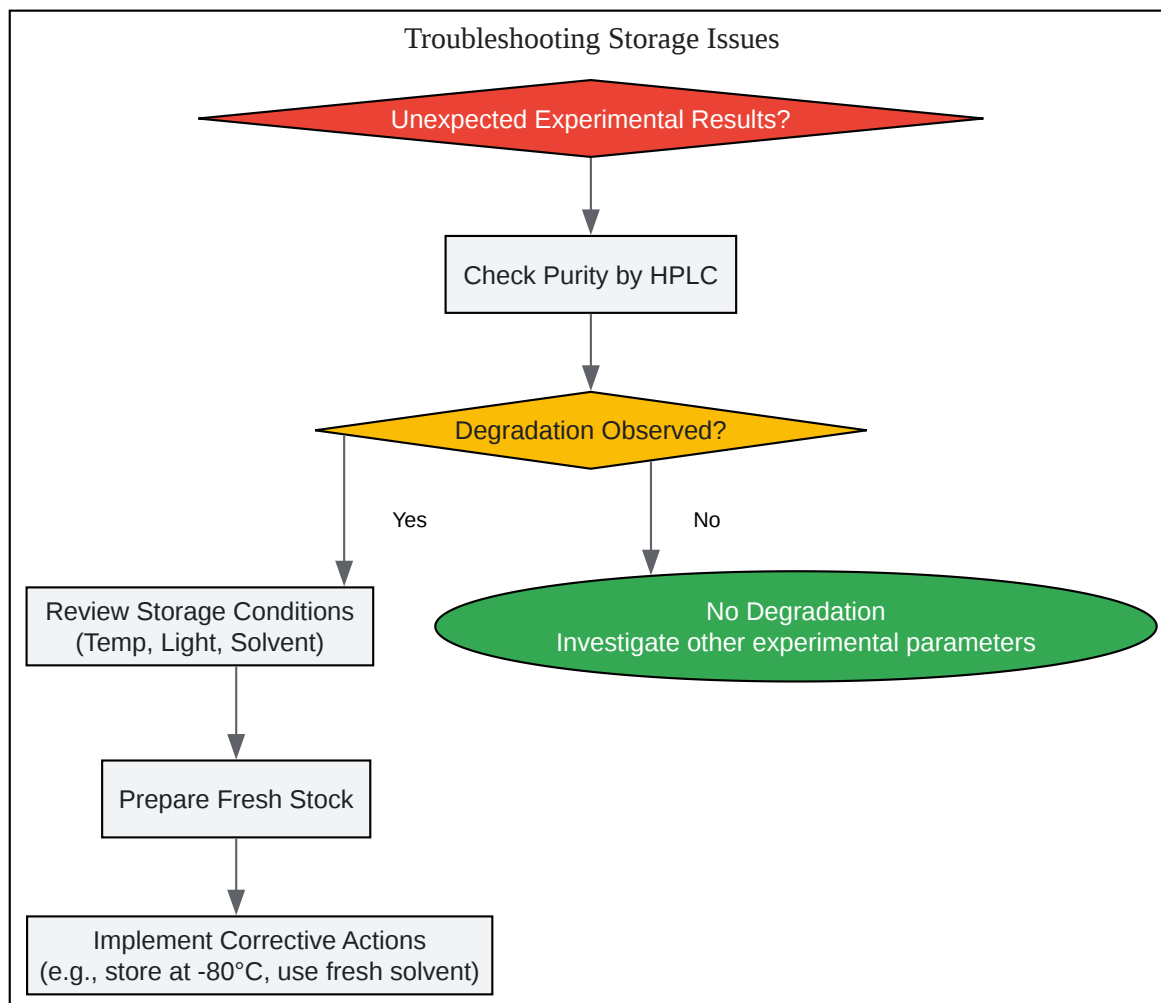 Troubleshooting Storage Issues
Unexpected Experimental Results?
Check Purity by HPLC
Degradation Observed?
Yes
No
Review Storage Conditions
(Temp, Light, Solvent)
No Degradation
Investigate other experimental parameters
Prepare Fresh Stock
Implement Corrective Actions
(e.g., store at -80°C, use fresh solvent)